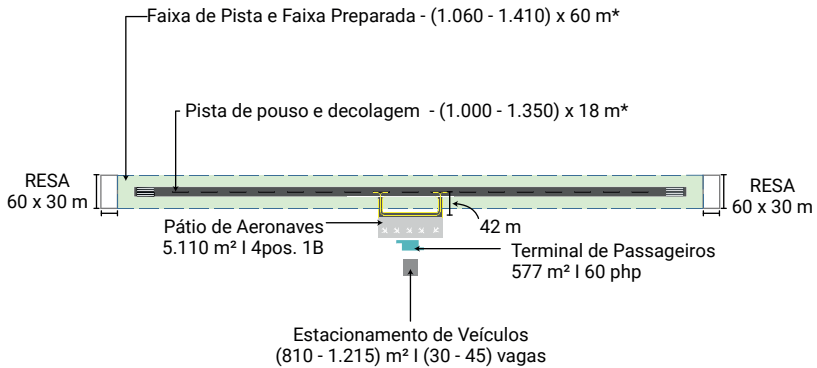 Faixa de Pista e Faixa Preparada - (1.060 - 1.410) x 60 m*
Pista de pouso e decolagem - (1.000 - 1.350) x 18 m*
RESA
60 x 30 m
RESA
60 x 30 m
Pátio de Aeronaves
5.110 m² I 4pos. 1B
42 m
Terminal de Passageiros
577 m² I 60 php
Estacionamento de Veículos
(810 - 1.215) m² I (30 - 45) vagas